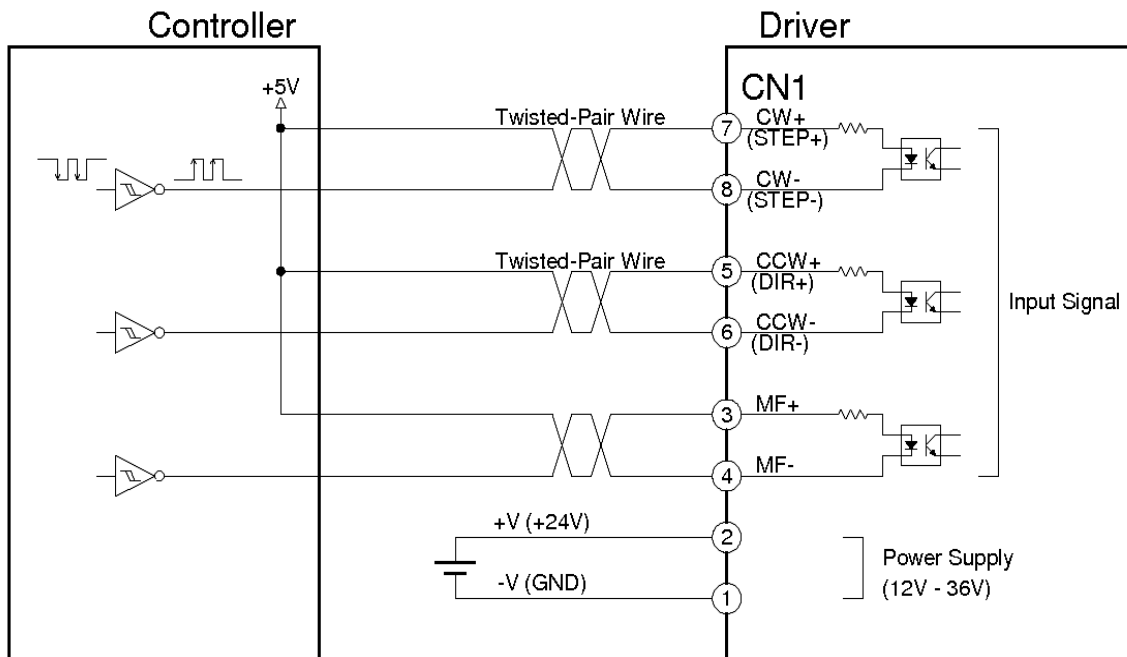 Controller
Driver
+5V
CN1
Twisted-Pair Wire
7
CW+
(STEP+)
8
CW-
(STEP-)
Twisted-Pair Wire
5
CCW+
(DIR+)
Input Signal
6
CCW-
(DIR-)
3
MF+
4
MF-
+V (+24V)
2
Power Supply
(12V - 36V)
-V (GND)
1